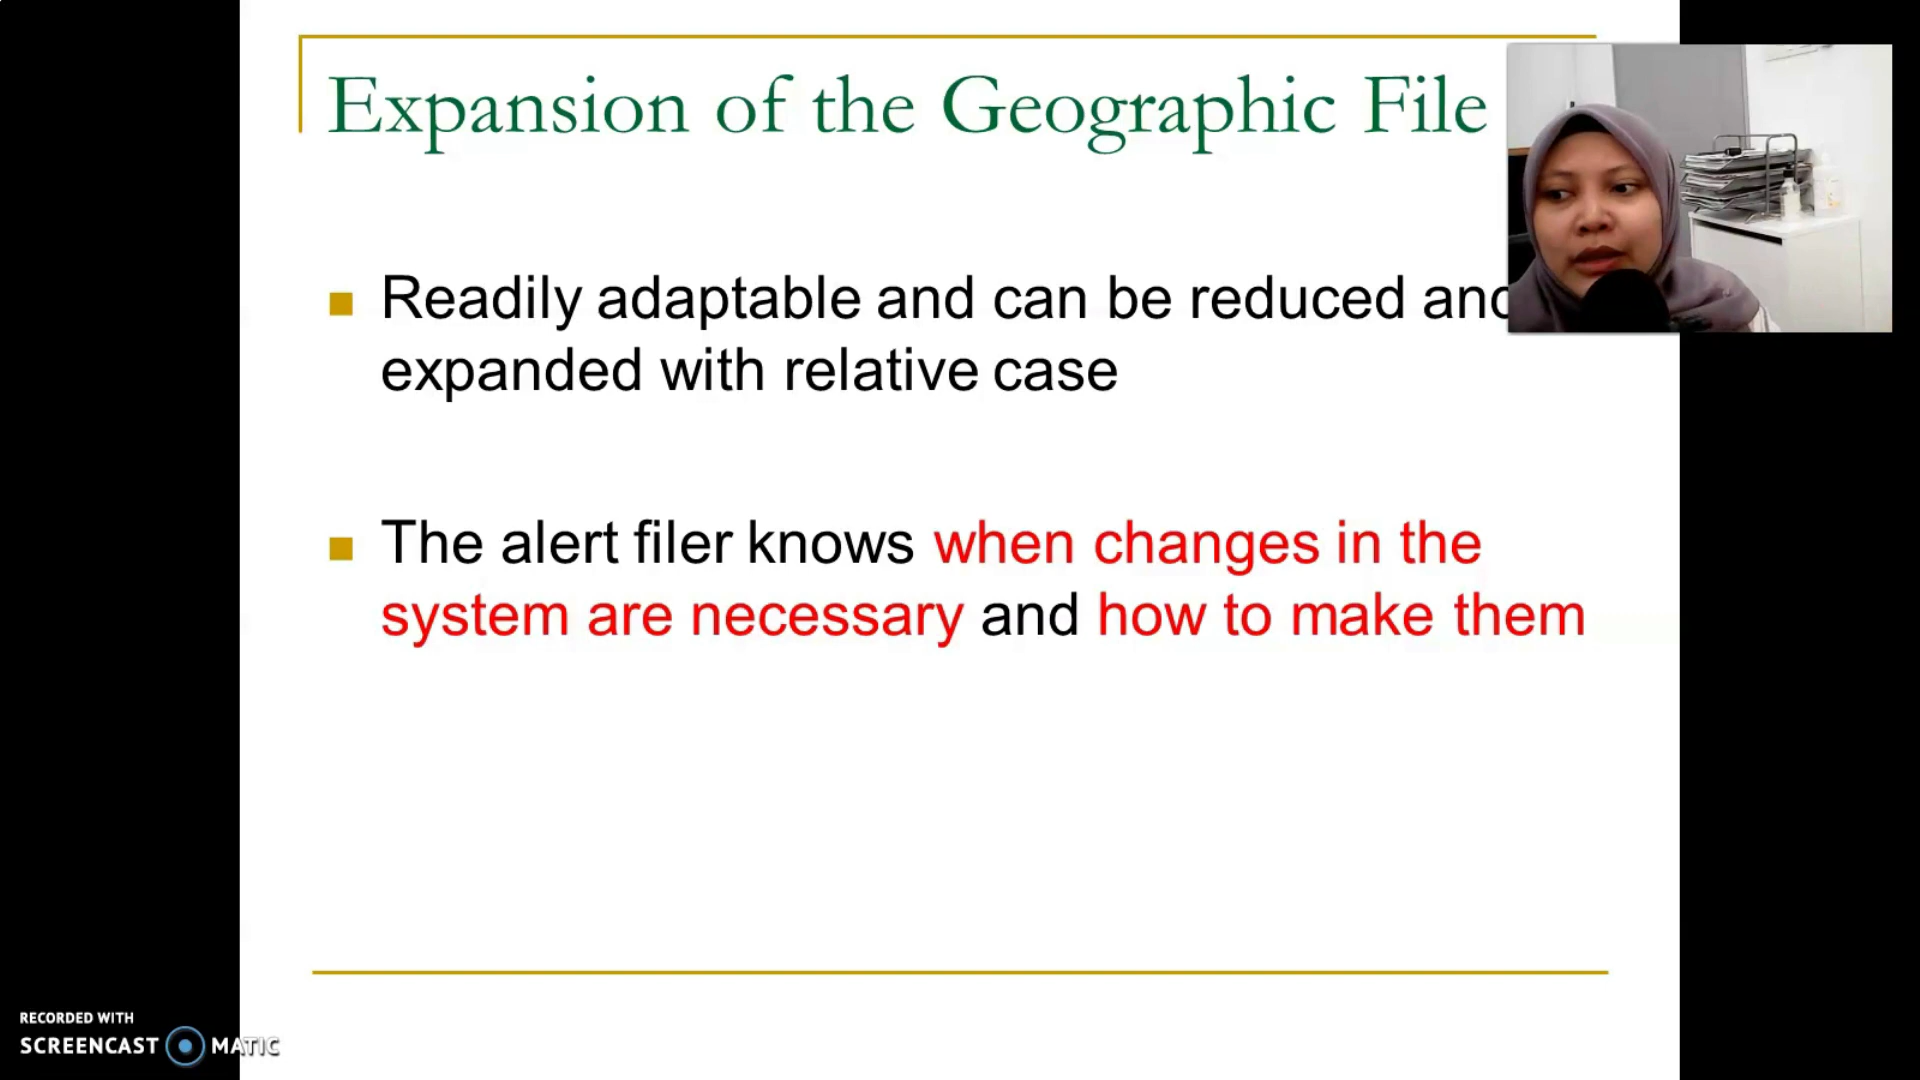 Expansion of the Geographic File
Readily adaptable and can be reduced and
expanded with relative case
The alert filer knows when changes in the
system are necessary and how to make them
RECORDED WITH
SCREENCAST MATIC